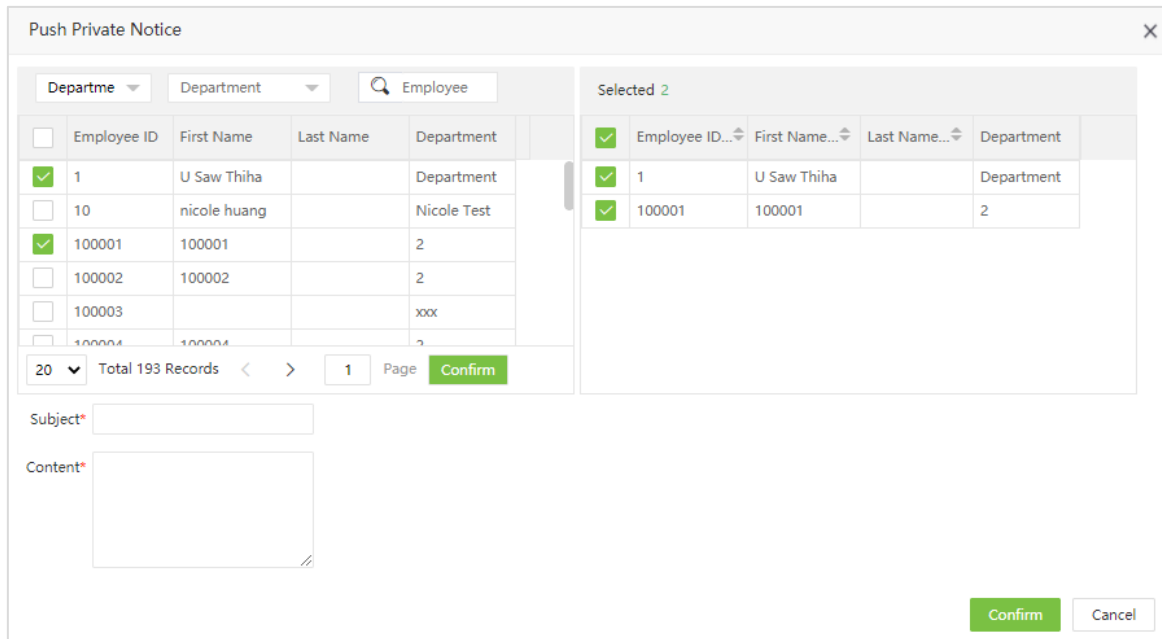 Push Private Notice
Departme Department Employee
Employee ID First Name Last Name Department
1 U Saw Thiha Department
10 nicole huang Nicole Test
100001 100001 2
100002 100002 2
100003 xxx
100004 100004 2
20 Total 193 Records < > 1 Page Confirm
Selected 2
Employee ID... First Name... Last Name... Department
1 U Saw Thiha Department
100001 100001 2
Subject*
Content*
Confirm Cancel